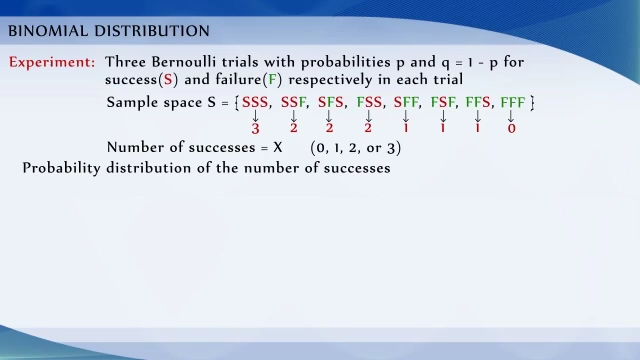 BINOMIAL DISTRIBUTION
Experiment: Three Bernoulli trials with probabilities p and q = 1 - p for
success(S) and failure(F) respectively in each trial
Sample space S = { SSS, SSF, SFS, FSS, SFF, FSF, FFS, FFF }
↓ ↓ ↓ ↓ ↓ ↓ ↓ ↓
3 2 2 2 1 1 1 0
Number of successes = X (0, 1, 2, or 3)
Probability distribution of the number of successes